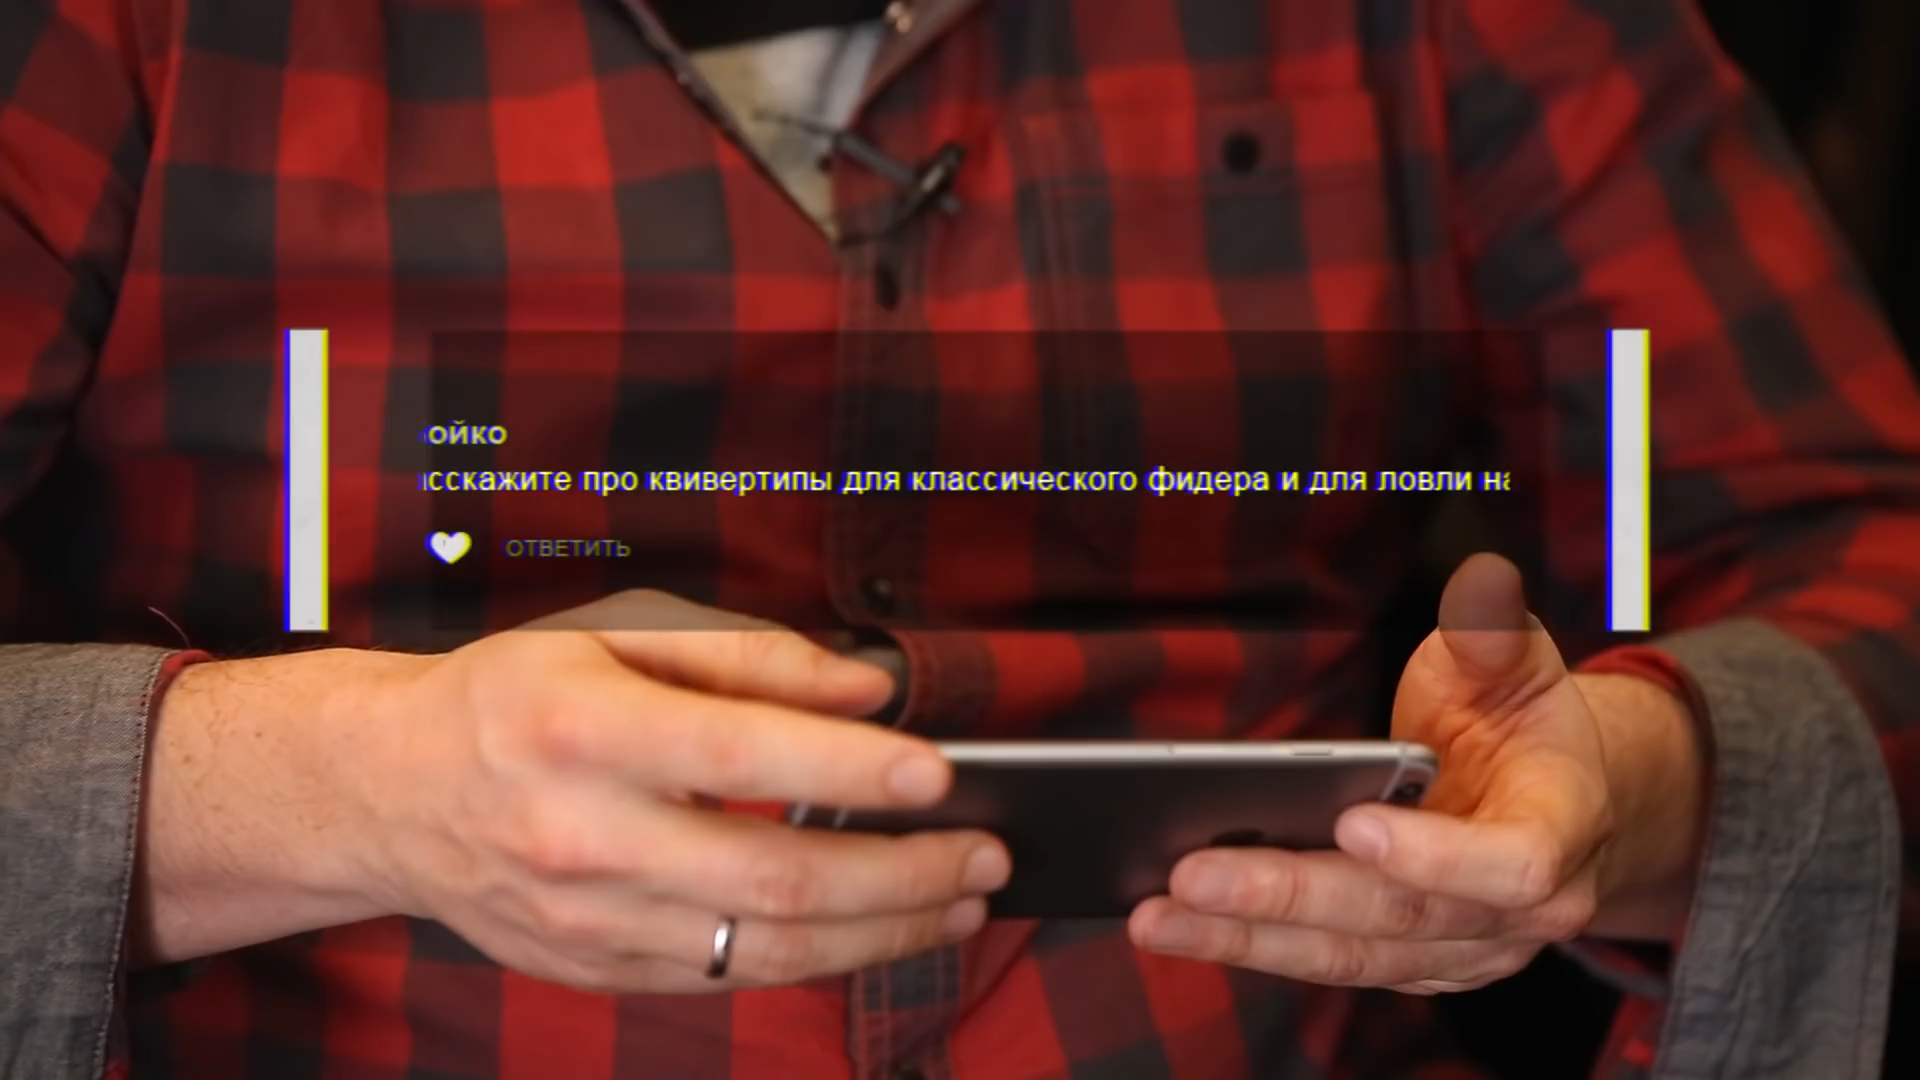 ойко
сскажите про квивертипы для классического фидера и для ловли на
ОТВЕТИТЬ